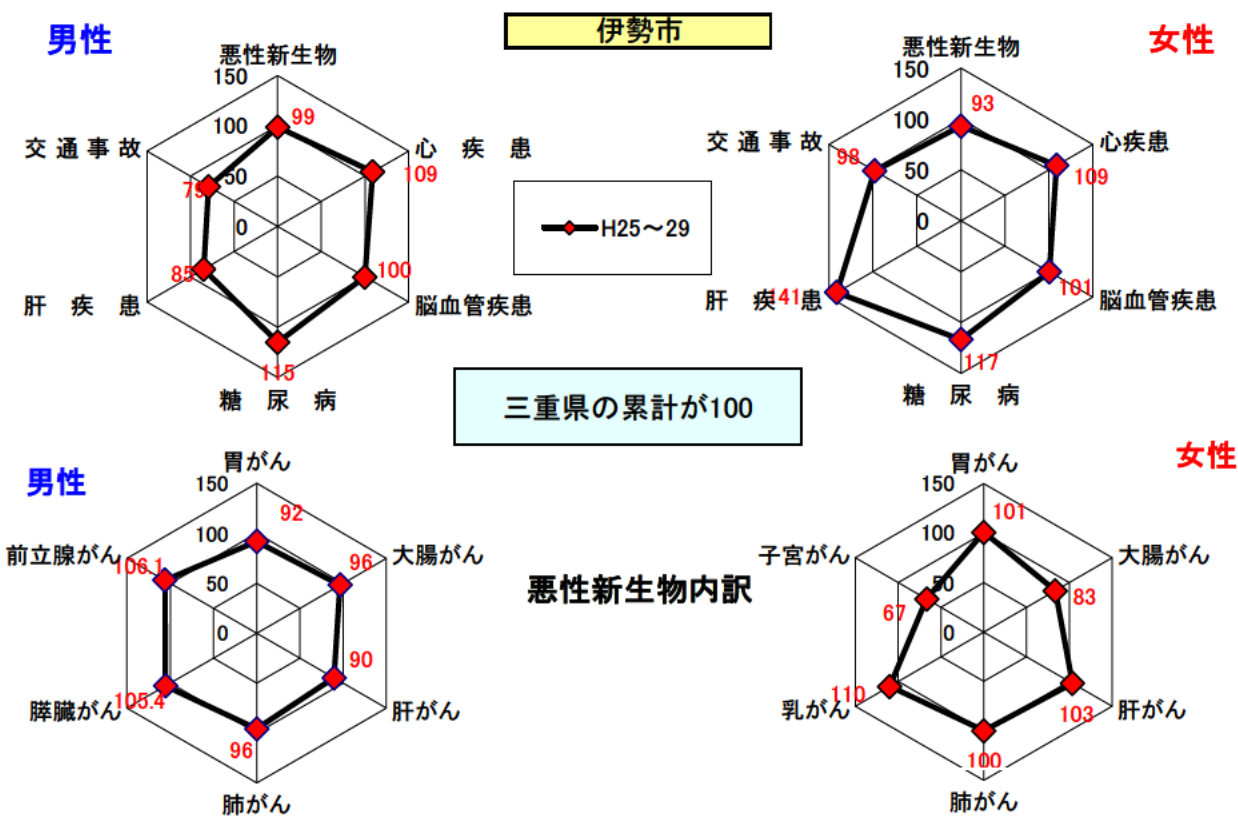 伊勢市
男性
悪性新生物
150
100
50
0
99
心 疾 患
109
脳血管疾患
100
糖 尿 病
115
肝 疾 患
85
交 通 事 故
79
H25～29
女性
悪性新生物
150
100
50
0
93
心疾患
109
脳血管疾患
101
糖 尿 病
117
肝 疾 患
141
交 通 事 故
98
三重県の累計が100
悪性新生物内訳
男性
胃がん
150
100
50
0
92
大腸がん
96
肝がん
90
肺がん
96
膵臓がん
105.4
前立腺がん
106.1
女性
胃がん
150
100
50
0
101
大腸がん
83
肝がん
103
肺がん
100
乳がん
110
子宮がん
67